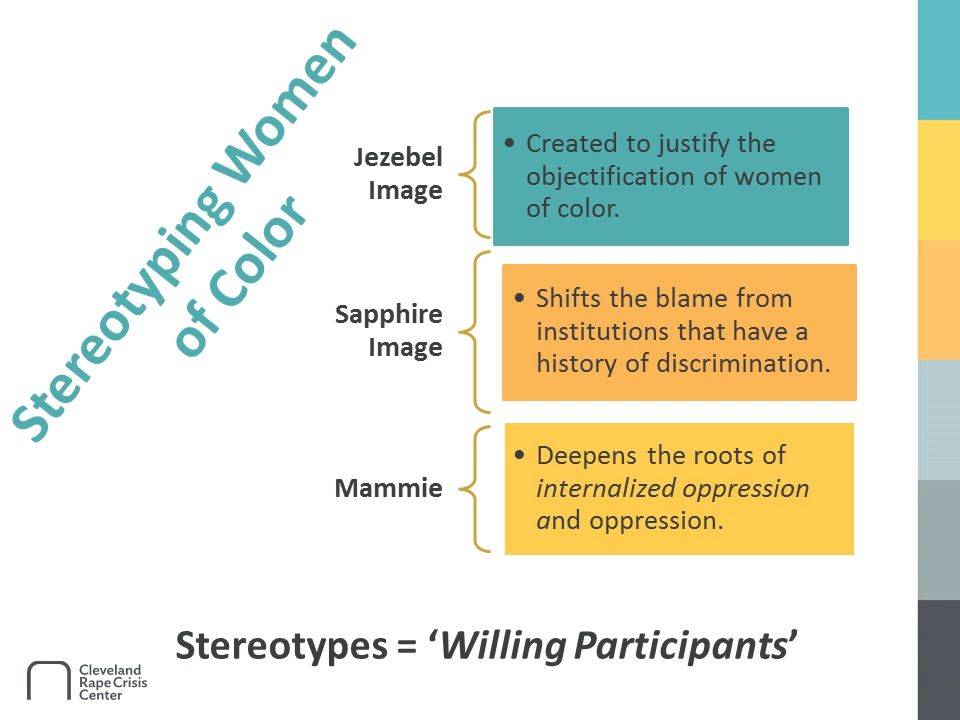 Stereotyping Women
of Color
Jezebel
Image
• Created to justify the
objectification of women
of color.
Sapphire
Image
• Shifts the blame from
institutions that have a
history of discrimination.
Mammie
• Deepens the roots of
internalized oppression
and oppression.
Stereotypes = ‘Willing Participants’
Cleveland
Rape Crisis
Center